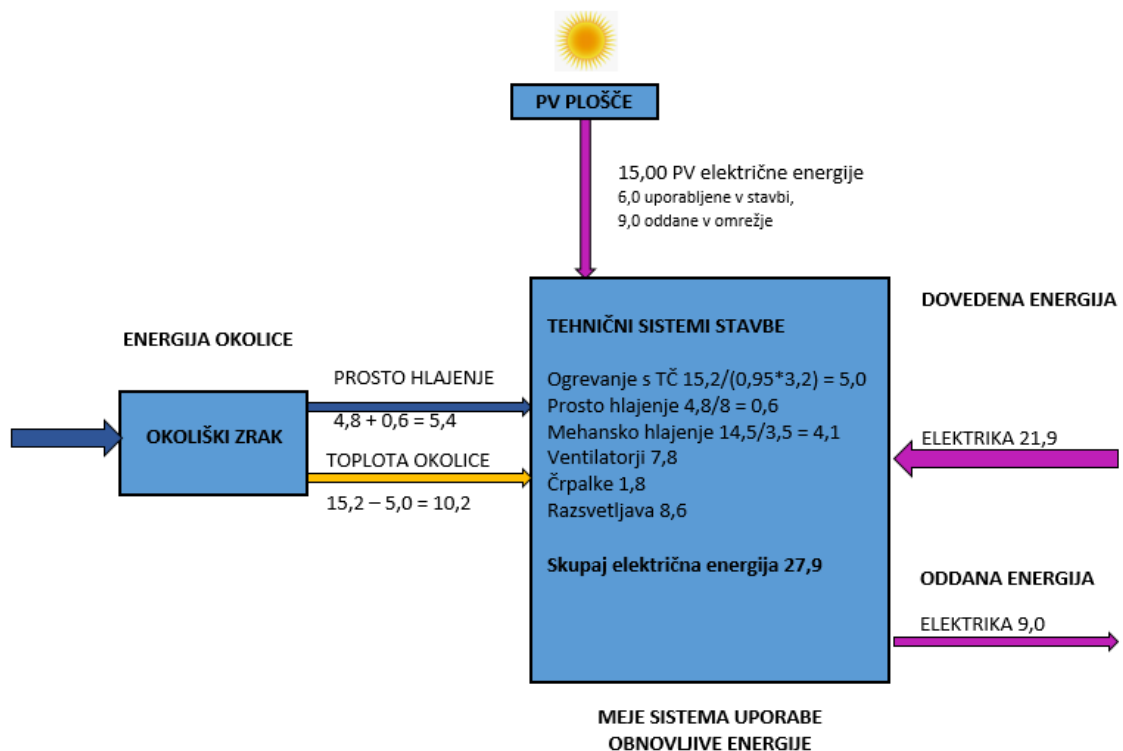 PV PLOŠČE
15,00 PV električne energije
6,0 uporabljene v stavbi,
9,0 oddane v omrežje
ENERGIJA OKOLICE
OKOLIŠKI ZRAK
PROSTO HLAJENJE
4,8 + 0,6 = 5,4
TOPLOTA OKOLICE
15,2 – 5,0 = 10,2
TEHNIČNI SISTEMI STAVBE
Ogrevanje s TČ 15,2/(0,95*3,2) = 5,0
Prosto hlajenje 4,8/8 = 0,6
Mehansko hlajenje 14,5/3,5 = 4,1
Ventilatorji 7,8
Črpalke 1,8
Razsvetljava 8,6
Skupaj električna energija 27,9
DOVEDENA ENERGIJA
ELEKTRIKA 21,9
ODDANA ENERGIJA
ELEKTRIKA 9,0
MEJE SISTEMA UPORABE
OBNOVLJIVE ENERGIJE